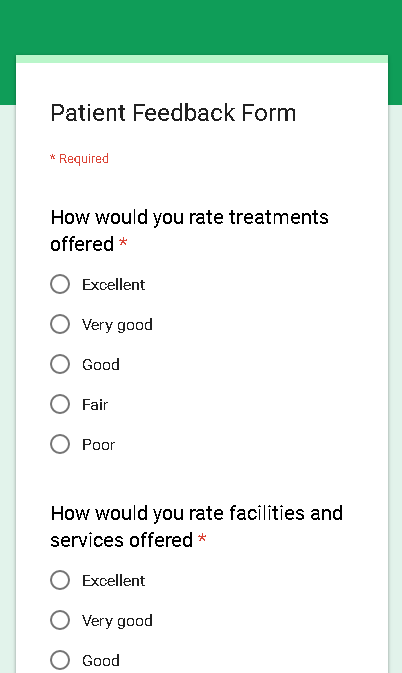 Patient Feedback Form
* Required
How would you rate treatments
offered *
Excellent
Very good
Good
Fair
Poor
How would you rate facilities and
services offered *
Excellent
Very good
Good